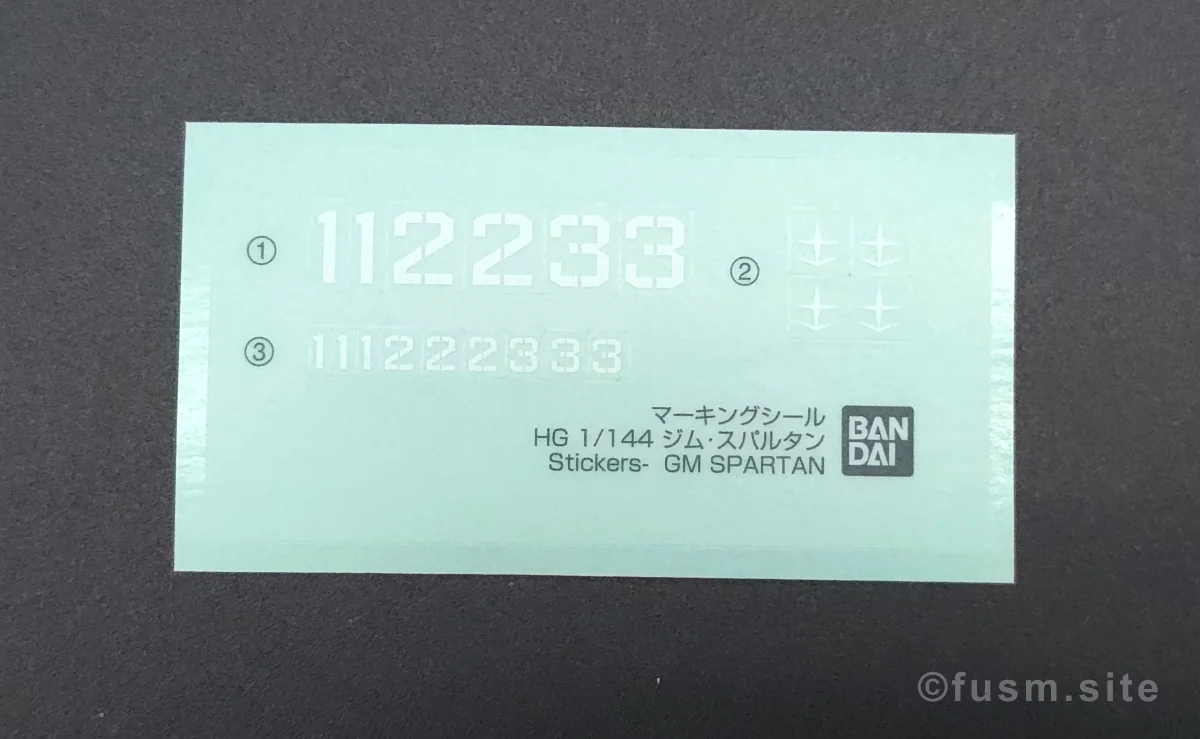 ① 112233
②
③ 111222333
マーキングシール
HG 1/144 ジム・スパルタン
Stickers- GM SPARTAN
BAN
DAI
©fusm.site